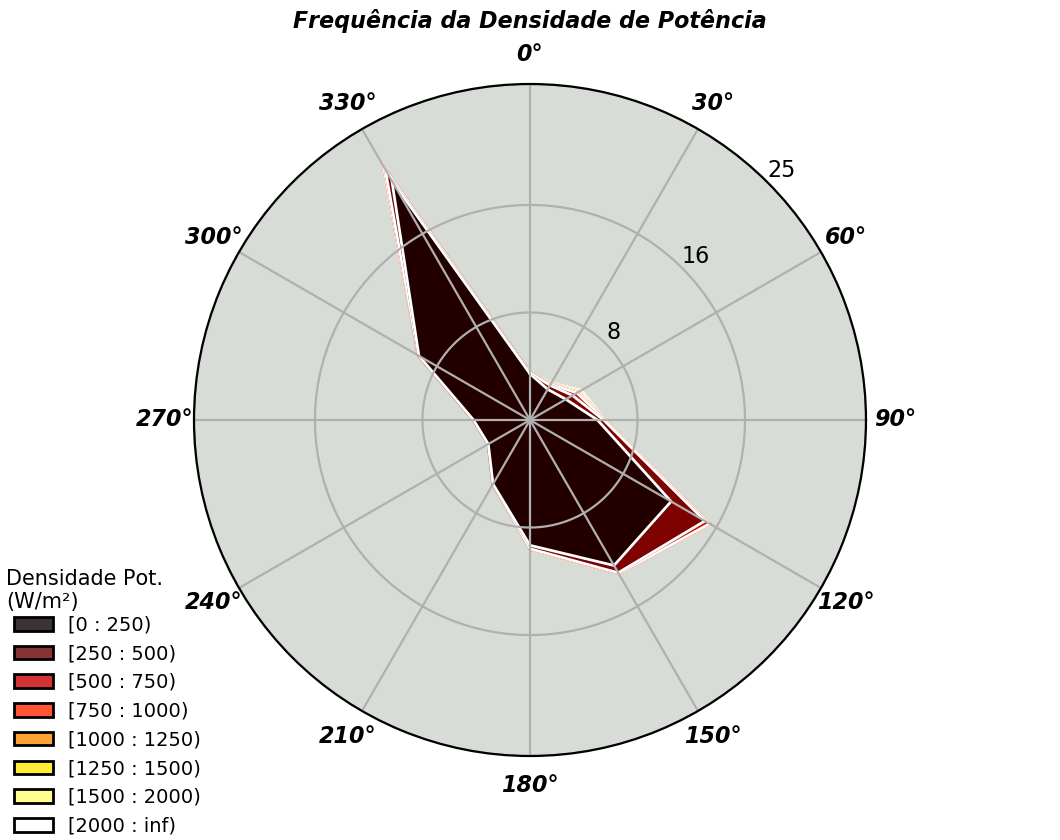 Frequência da Densidade de Potência
0°
330°
30°
25
300°
60°
16
8
270°
90°
Densidade Pot.
(W/m²)
240°
120°
[0 : 250)
[250 : 500)
[500 : 750)
[750 : 1000)
210°
150°
[1000 : 1250)
[1250 : 1500)
180°
[1500 : 2000)
[2000 : inf)